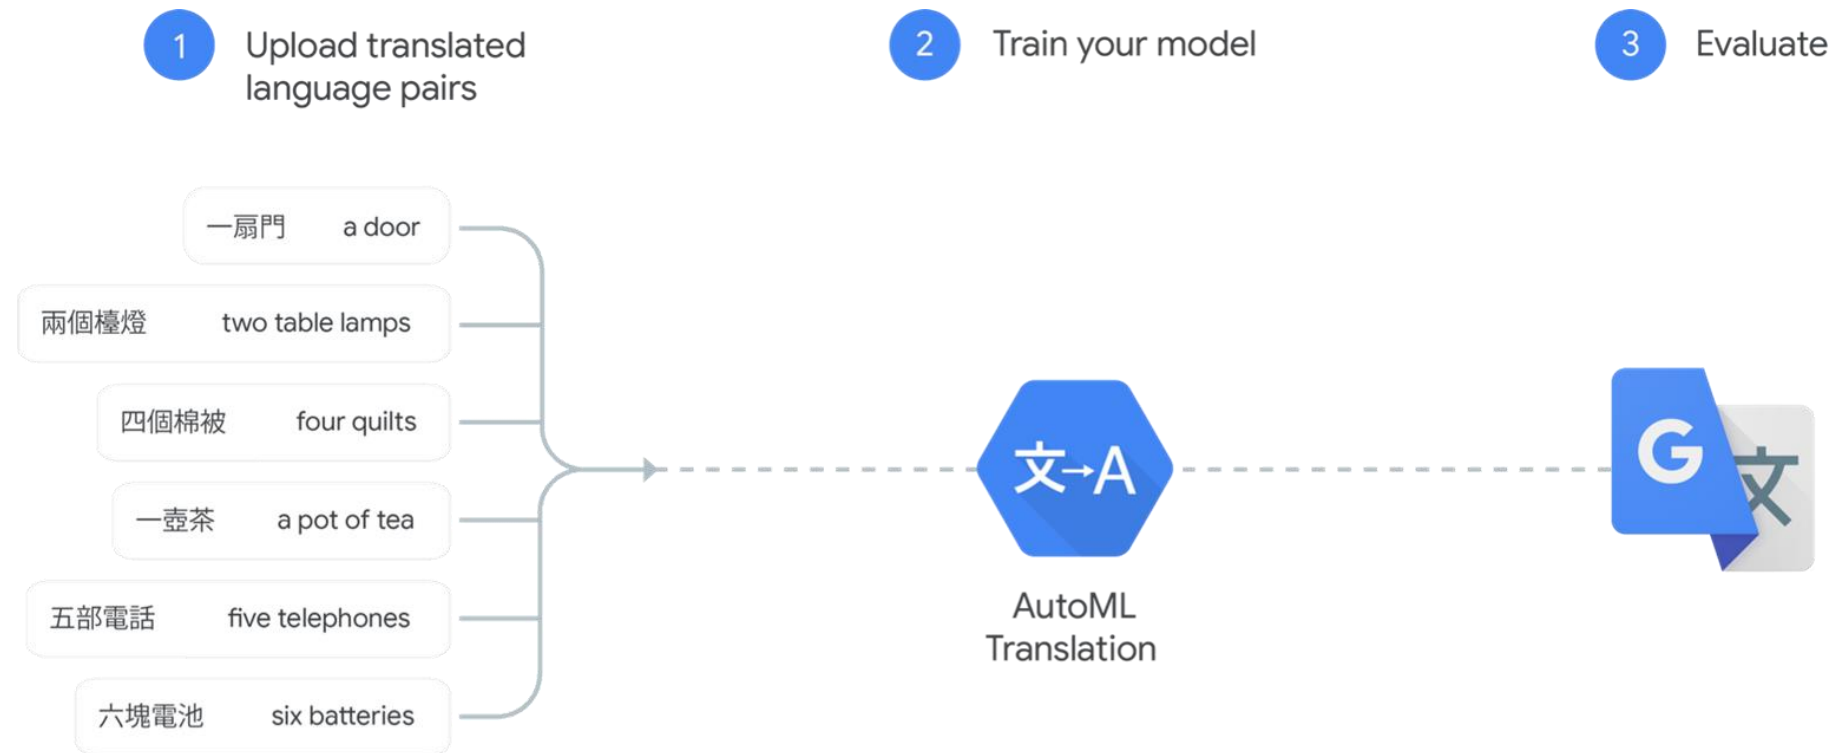 1 Upload translated
language pairs
2 Train your model
3 Evaluate
一扇門 a door
兩個檯燈 two table lamps
四個棉被 four quilts
一壺茶 a pot of tea
五部電話 five telephones
六塊電池 six batteries
文→A
AutoML
Translation
G 文